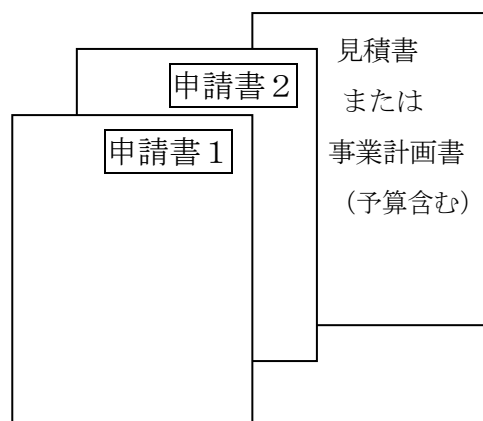 見積書
または
事業計画書
（予算含む）
申請書２
申請書１